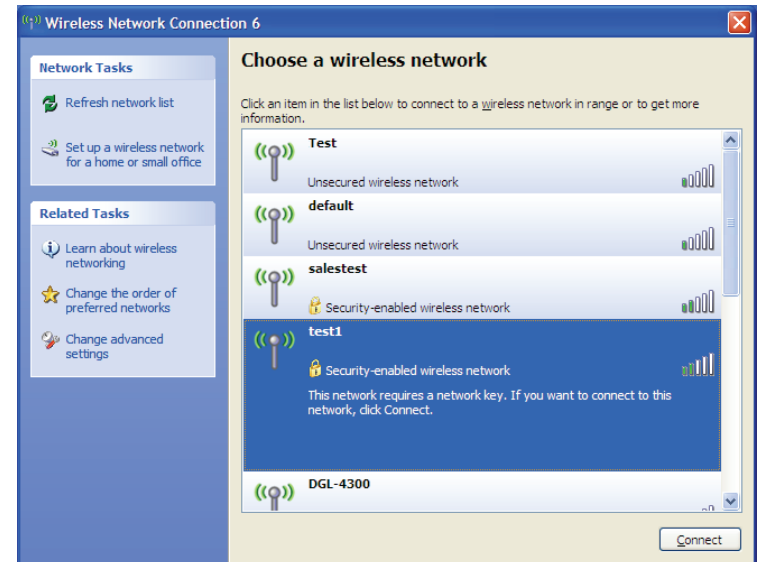 Wireless Network Connection 6
Network Tasks
Refresh network list
Set up a wireless network
for a home or small office
Related Tasks
Learn about wireless
networking
Change the order of
preferred networks
Change advanced
settings
Choose a wireless network
Click an item in the list below to connect to a wireless network in range or to get more
information.
Test
Unsecured wireless network
default
Unsecured wireless network
salestest
Security-enabled wireless network
test1
Security-enabled wireless network
This network requires a network key. If you want to connect to this
network, click Connect.
DGL-4300
Connect